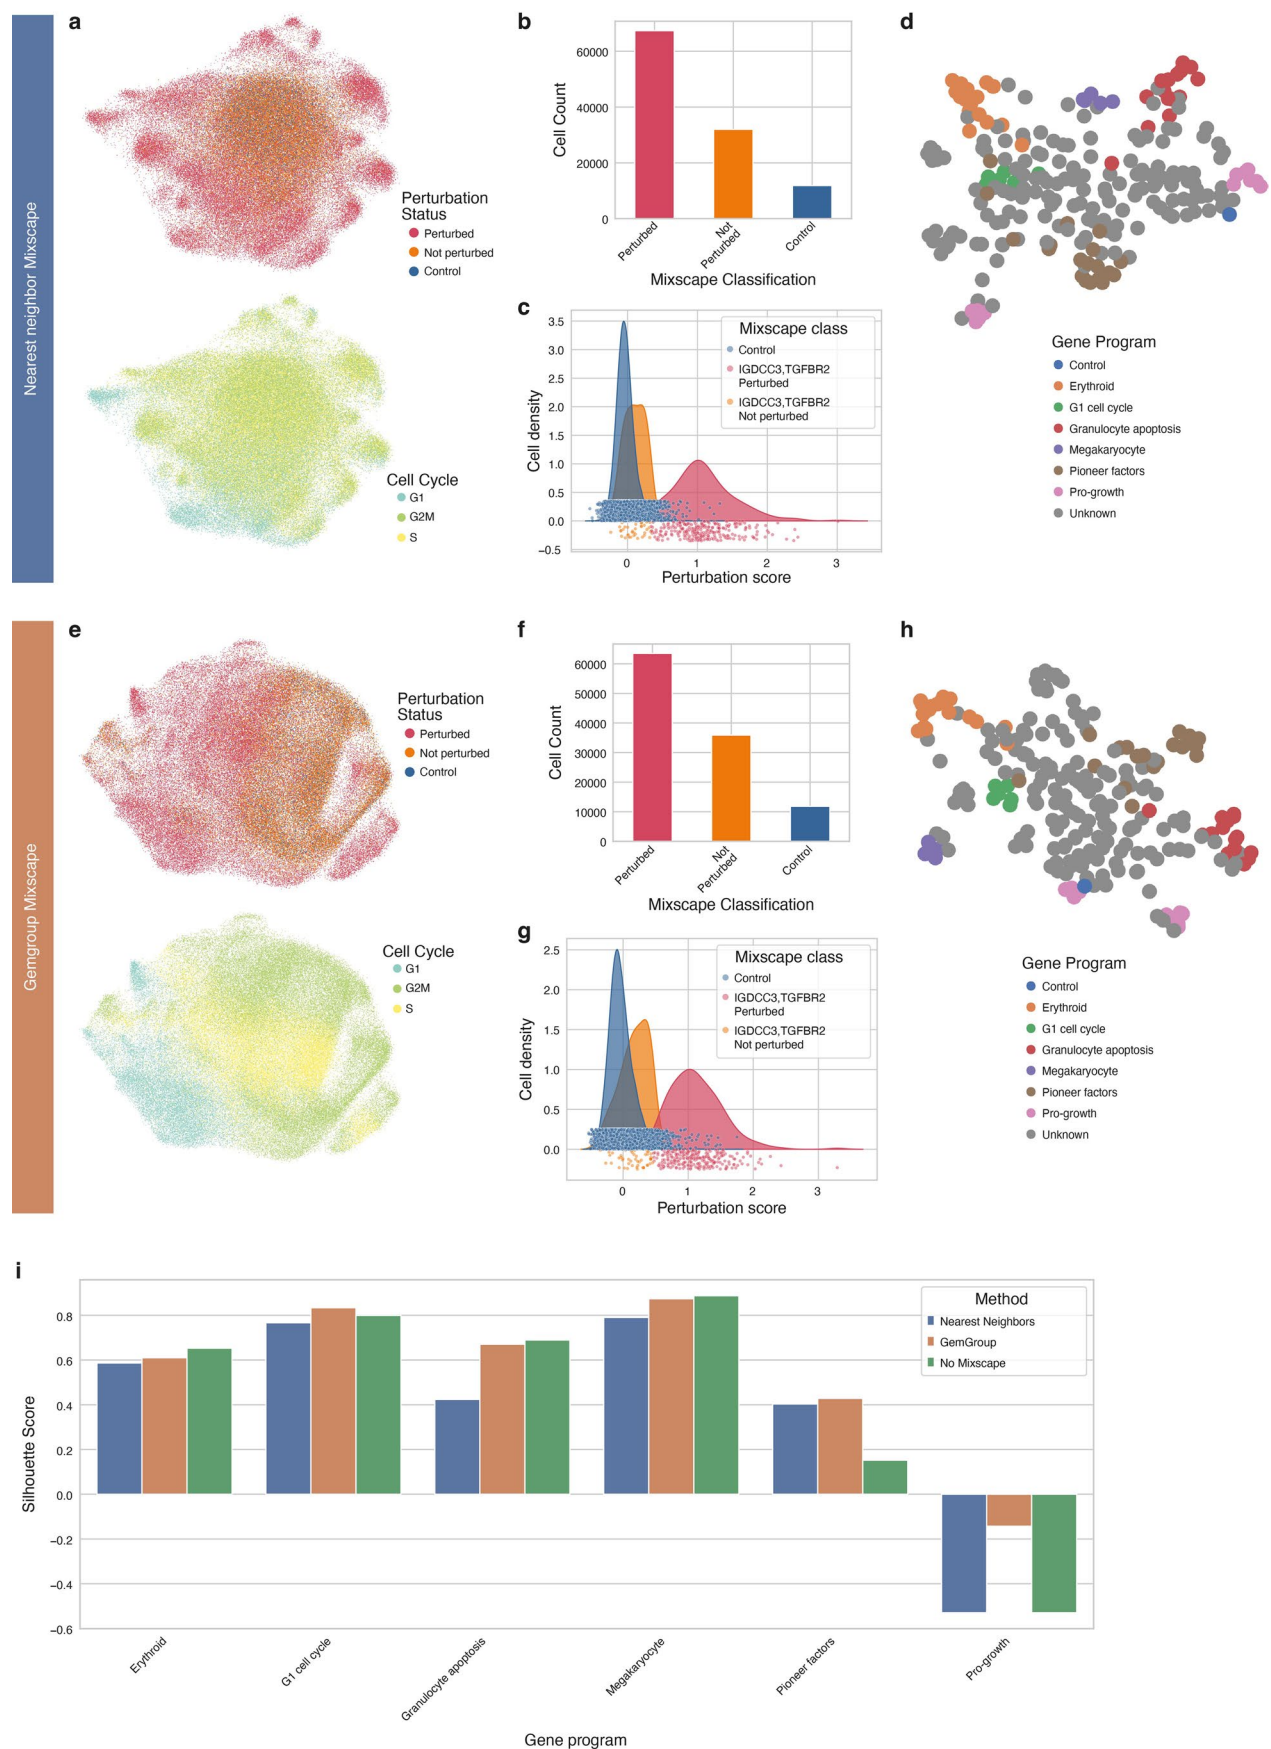 Nearest neighbor Mixscape
a
Perturbation
Status
Perturbed
Not perturbed
Control
Cell Cycle
G1
G2M
S
b
Cell Count
60000
40000
20000
0
Perturbed
Not
Perturbed
Control
Mixscape Classification
c
Cell density
3.5
3.0
2.5
2.0
1.5
1.0
0.5
0.0
−0.5
Mixscape class
Control
IGDCC3,TGFBR2
Perturbed
IGDCC3,TGFBR2
Not perturbed
0
1
2
3
Perturbation score
d
Gene Program
Control
Erythroid
G1 cell cycle
Granulocyte apoptosis
Megakaryocyte
Pioneer factors
Pro-growth
Unknown
Gemgroup Mixscape
e
Perturbation
Status
Perturbed
Not perturbed
Control
Cell Cycle
G1
G2M
S
f
Cell Count
60000
50000
40000
30000
20000
10000
0
Perturbed
Not
Perturbed
Control
Mixscape Classification
g
Cell density
2.5
2.0
1.5
1.0
0.5
0.0
Mixscape class
Control
IGDCC3,TGFBR2
Perturbed
IGDCC3,TGFBR2
Not perturbed
0
1
2
3
Perturbation score
h
Gene Program
Control
Erythroid
G1 cell cycle
Granulocyte apoptosis
Megakaryocyte
Pioneer factors
Pro-growth
Unknown
i
Silhouette Score
0.8
0.6
0.4
0.2
0.0
−0.2
−0.4
−0.6
Method
Nearest Neighbors
GemGroup
No Mixscape
Erythroid
G1 cell cycle
Granulocyte apoptosis
Megakaryocyte
Pioneer factors
Pro-growth
Gene program